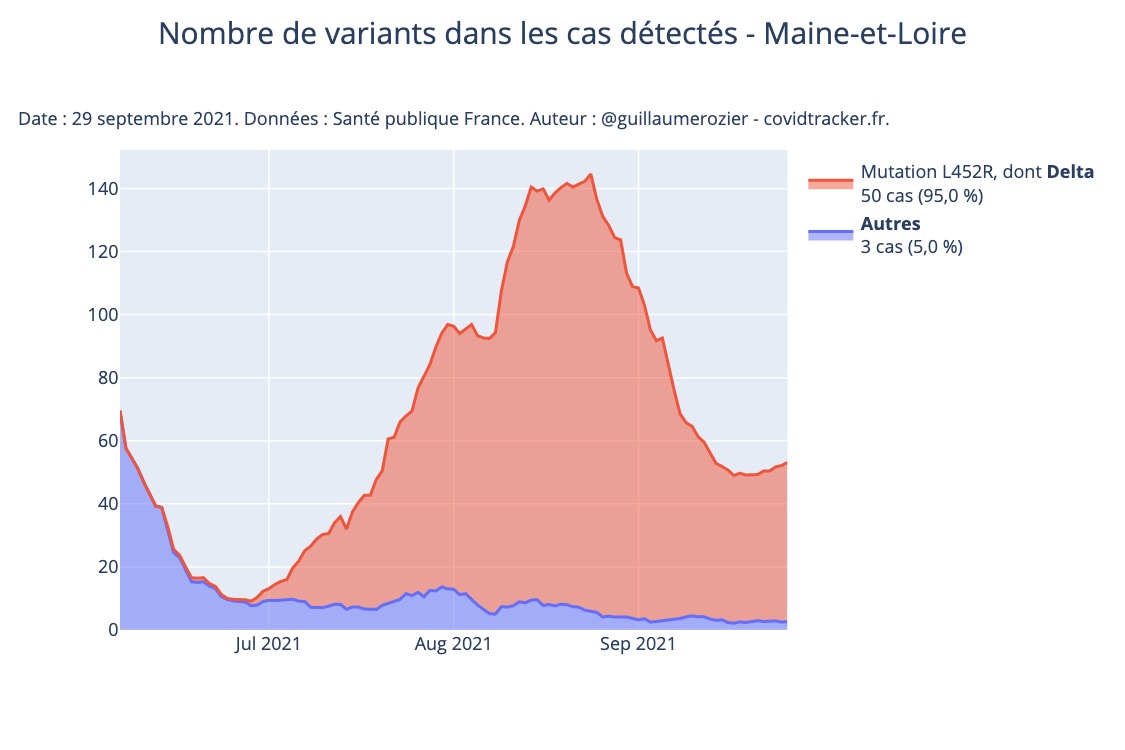 Nombre de variants dans les cas détectés - Maine-et-Loire
Date : 29 septembre 2021. Données : Santé publique France. Auteur : @guillaumerozier - covidtracker.fr.
Mutation L452R, dont Delta
50 cas (95,0 %)
Autres
3 cas (5,0 %)
140
120
100
80
60
40
20
0
Jul 2021
Aug 2021
Sep 2021